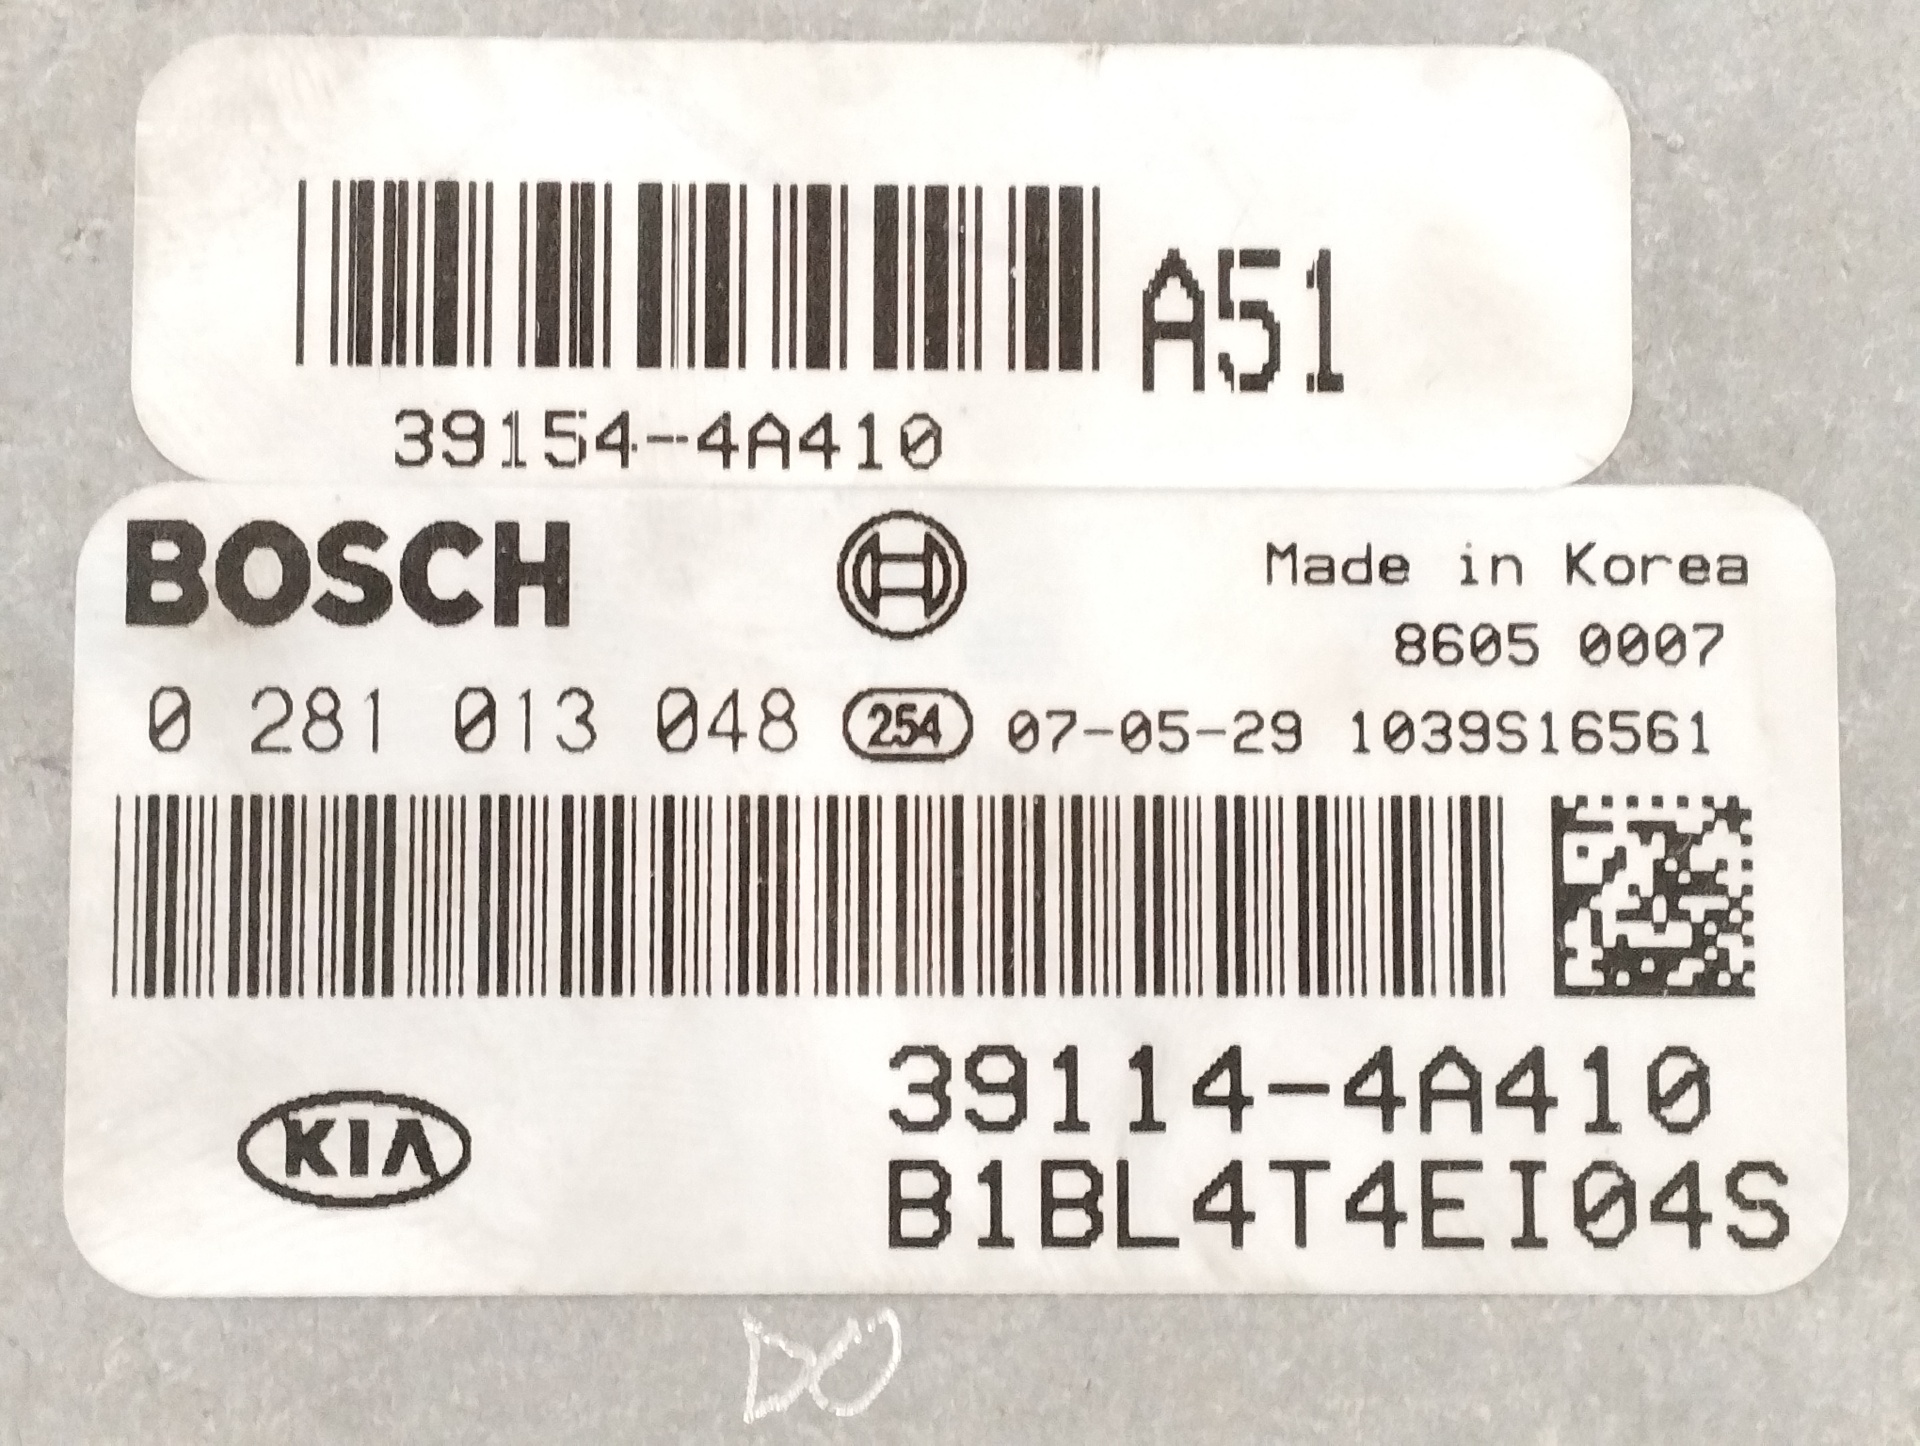 A51
39154-4A410
BOSCH
Made in Korea
8605 0007
0 281 013 048 254 07-05-29 1039S16561
39114-4A410
KIA
B1BL4T4EI04S
DO